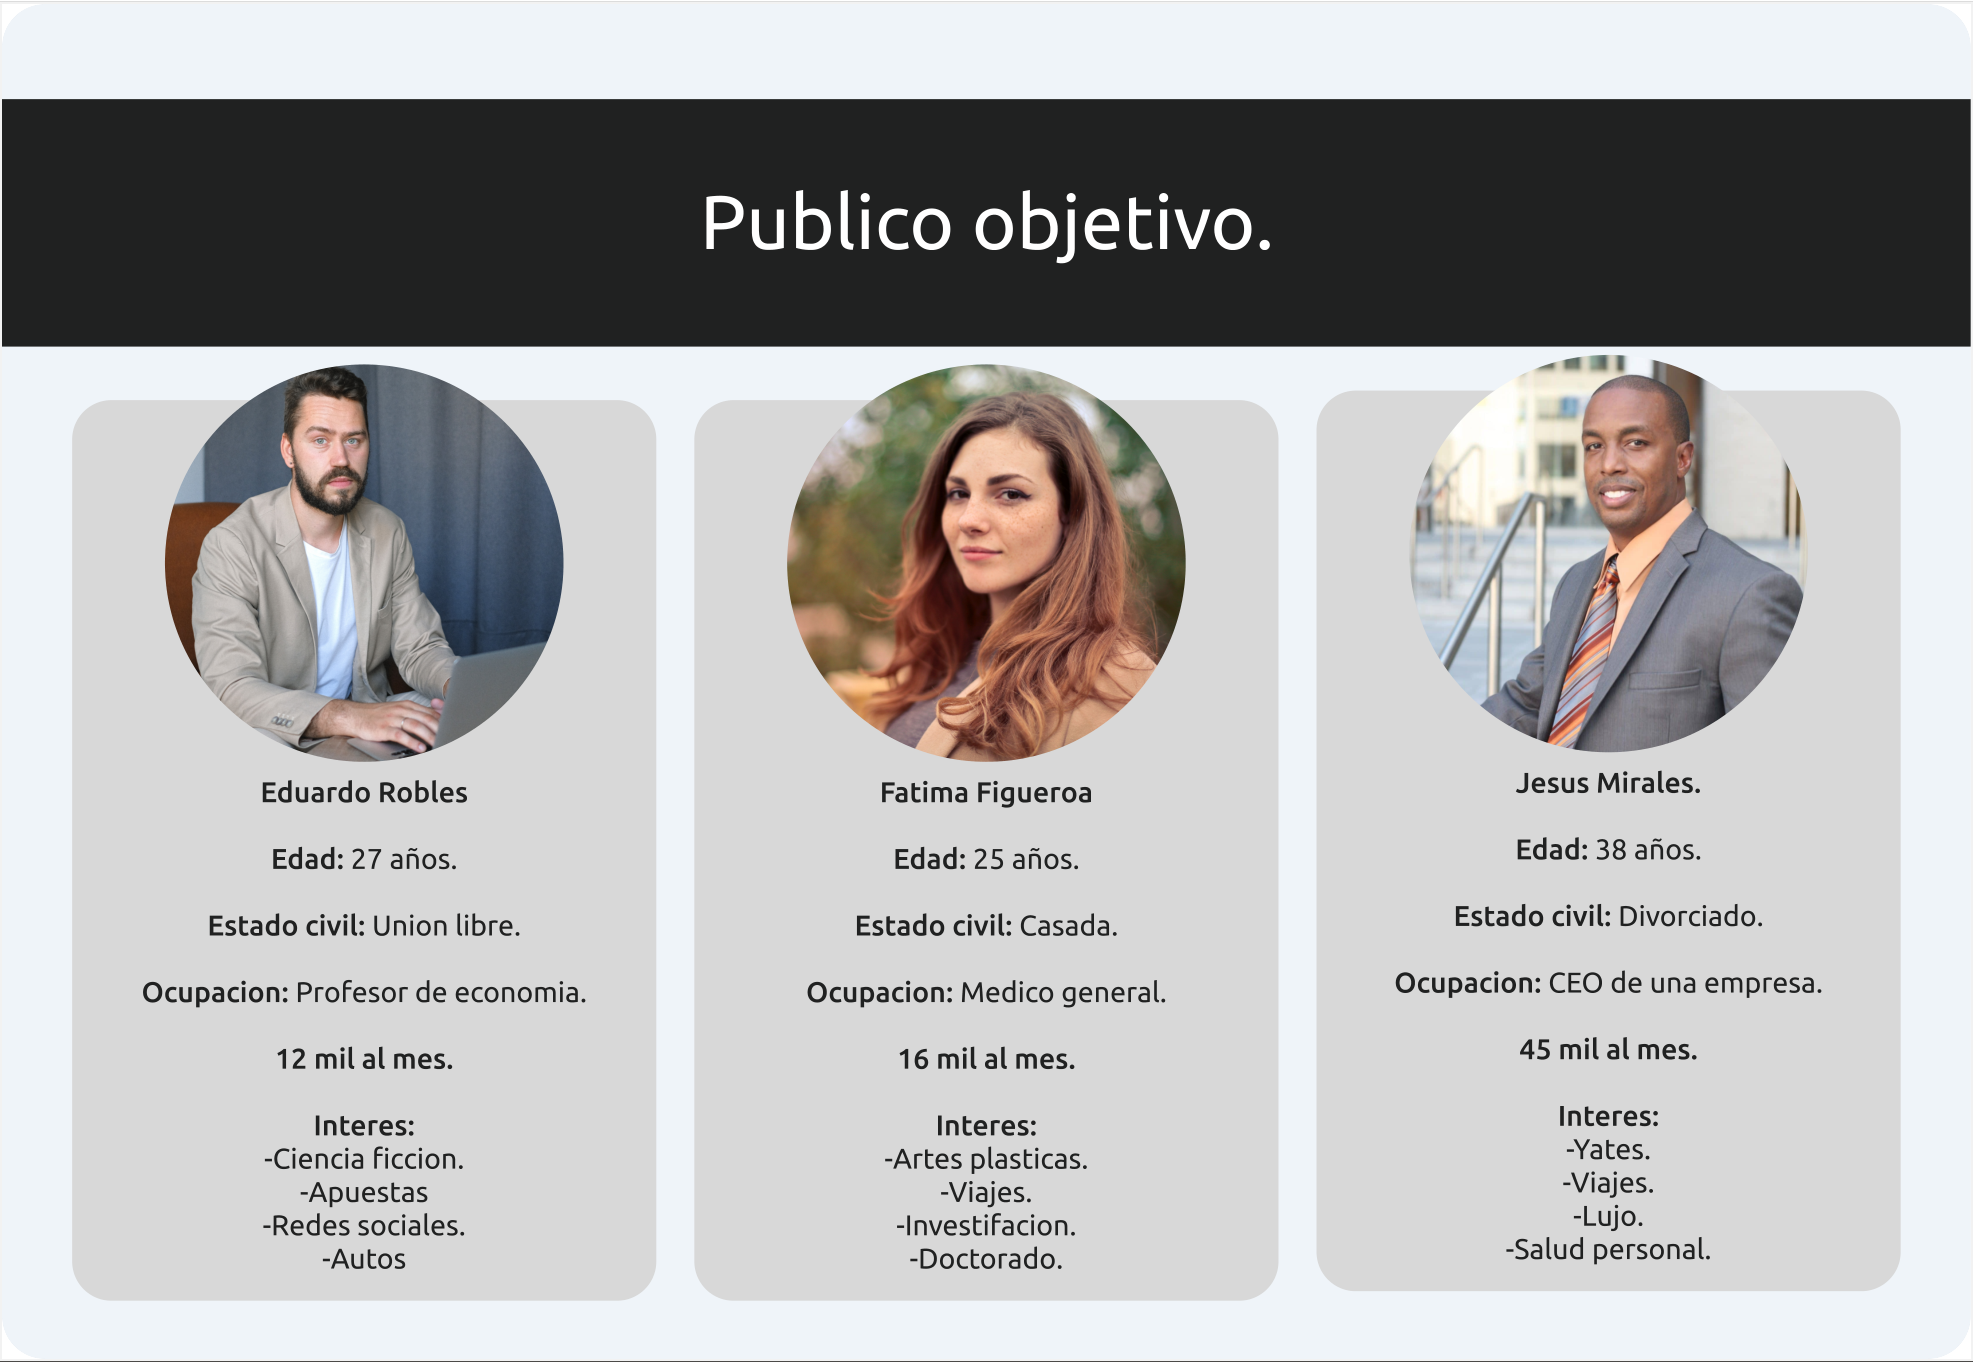 Publico objetivo.
Eduardo Robles
Edad: 27 años.
Estado civil: Union libre.
Ocupacion: Profesor de economia.
12 mil al mes.
Interes:
-Ciencia ficcion.
-Apuestas
-Redes sociales.
-Autos
Fatima Figueroa
Edad: 25 años.
Estado civil: Casada.
Ocupacion: Medico general.
16 mil al mes.
Interes:
-Artes plasticas.
-Viajes.
-Investifacion.
-Doctorado.
Jesus Mirales.
Edad: 38 años.
Estado civil: Divorciado.
Ocupacion: CEO de una empresa.
45 mil al mes.
Interes:
-Yates.
-Viajes.
-Lujo.
-Salud personal.